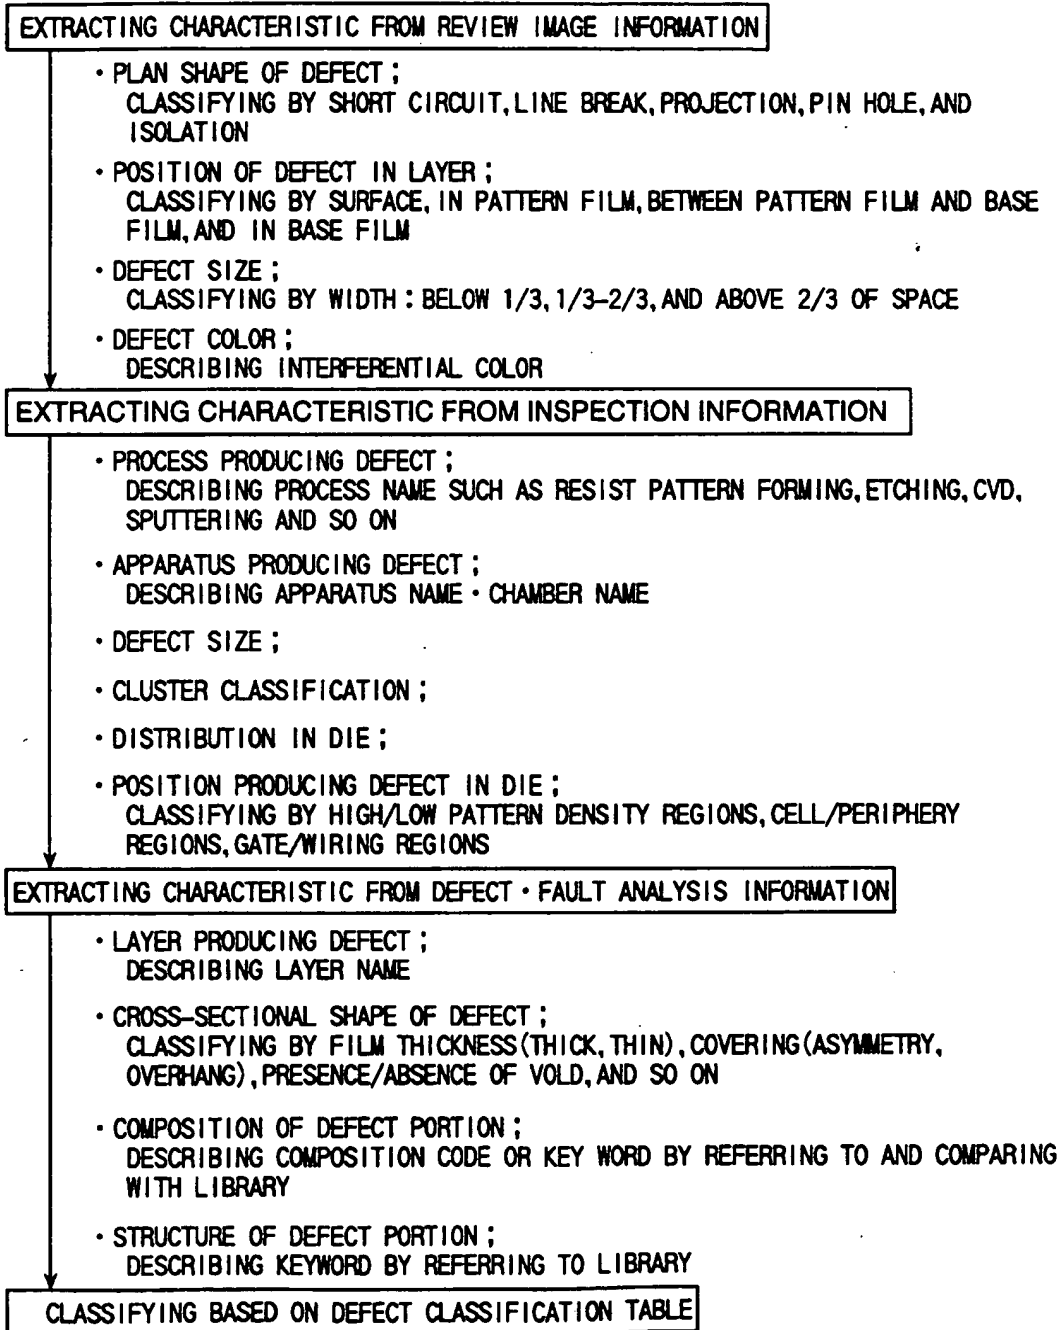 EXTRACTING CHARACTERISTIC FROM REVIEW IMAGE INFORMATION
・PLAN SHAPE OF DEFECT;
CLASSIFYING BY SHORT CIRCUIT, LINE BREAK, PROJECTION, PIN HOLE, AND
ISOLATION
・POSITION OF DEFECT IN LAYER;
CLASSIFYING BY SURFACE, IN PATTERN FILM, BETWEEN PATTERN FILM AND BASE
FILM, AND IN BASE FILM
・DEFECT SIZE;
CLASSIFYING BY WIDTH: BELOW 1/3, 1/3-2/3, AND ABOVE 2/3 OF SPACE
・DEFECT COLOR;
DESCRIBING INTERFERENTIAL COLOR
EXTRACTING CHARACTERISTIC FROM INSPECTION INFORMATION
・PROCESS PRODUCING DEFECT;
DESCRIBING PROCESS NAME SUCH AS RESIST PATTERN FORMING, ETCHING, CVD,
SPUTTERING AND SO ON
・APPARATUS PRODUCING DEFECT;
DESCRIBING APPARATUS NAME・CHAMBER NAME
・DEFECT SIZE;
・CLUSTER CLASSIFICATION;
・DISTRIBUTION IN DIE;
・POSITION PRODUCING DEFECT IN DIE;
CLASSIFYING BY HIGH/LOW PATTERN DENSITY REGIONS, CELL/PERIPHERY
REGIONS, GATE/WIRING REGIONS
EXTRACTING CHARACTERISTIC FROM DEFECT・FAULT ANALYSIS INFORMATION
・LAYER PRODUCING DEFECT;
DESCRIBING LAYER NAME
・CROSS-SECTIONAL SHAPE OF DEFECT;
CLASSIFYING BY FILM THICKNESS(THICK, THIN), COVERING(ASYMMETRY,
OVERHANG), PRESENCE/ABSENCE OF VOLD, AND SO ON
・COMPOSITION OF DEFECT PORTION;
DESCRIBING COMPOSITION CODE OR KEY WORD BY REFERRING TO AND COMPARING
WITH LIBRARY
・STRUCTURE OF DEFECT PORTION;
DESCRIBING KEYWORD BY REFERRING TO LIBRARY
CLASSIFYING BASED ON DEFECT CLASSIFICATION TABLE